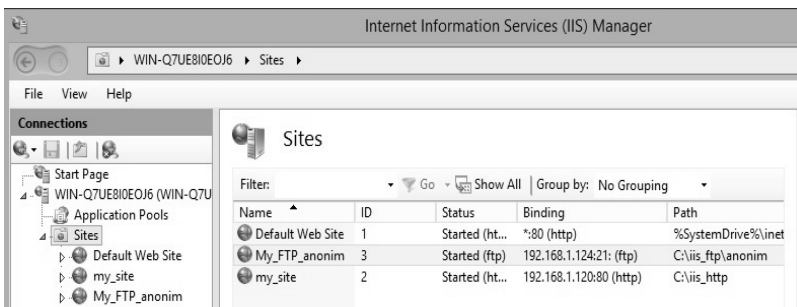 Internet Information Services (IIS) Manager
WIN-Q7UE8I0EOJ6 Sites
File View Help
Connections
Start Page
WIN-Q7UE8I0EOJ6 (WIN-Q7U
Application Pools
Sites
Default Web Site
my_site
My_FTP_anonim
Sites
Filter: Go Show All Group by: No Grouping
Name ID Status Binding Path
Default Web Site 1 Started (ht... *:80 (http) %SystemDrive%\inet
My_FTP_anonim 3 Started (ftp) 192.168.1.124:21: (ftp) C:\iis_ftp\anonim
my_site 2 Started (ht... 192.168.1.120:80 (http) C:\iis_http